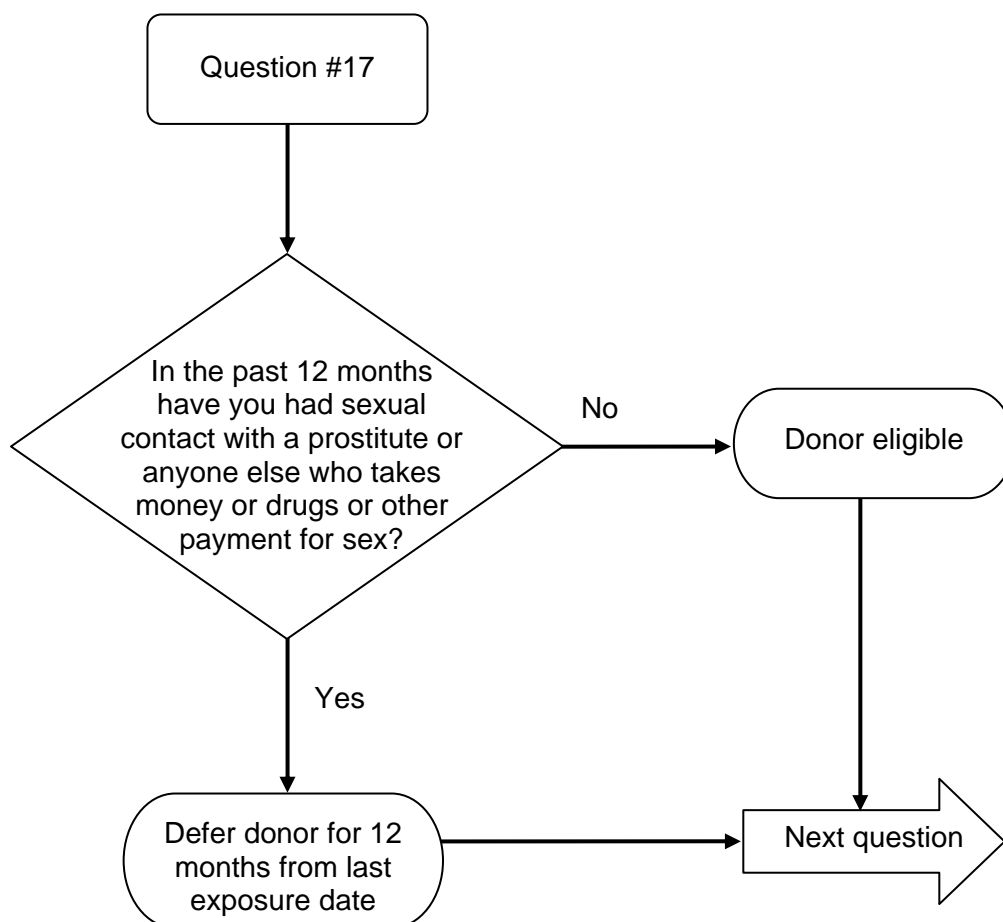 Question #17
In the past 12 months
have you had sexual
contact with a prostitute or
anyone else who takes
money or drugs or other
payment for sex?
No
Donor eligible
Yes
Defer donor for 12
months from last
exposure date
Next question